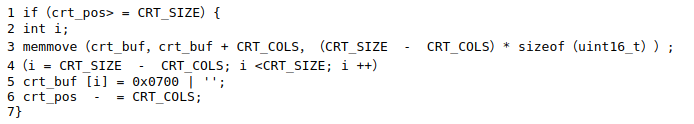 1 if（crt_pos> = CRT_SIZE）{
2 int i;
3 memmove（crt_buf，crt_buf + CRT_COLS，（CRT_SIZE  -  CRT_COLS）* sizeof（uint16_t））;
4（i = CRT_SIZE  -  CRT_COLS; i <CRT_SIZE; i ++）
5 crt_buf [i] = 0x0700 | '';
6 crt_pos  -  = CRT_COLS;
7}